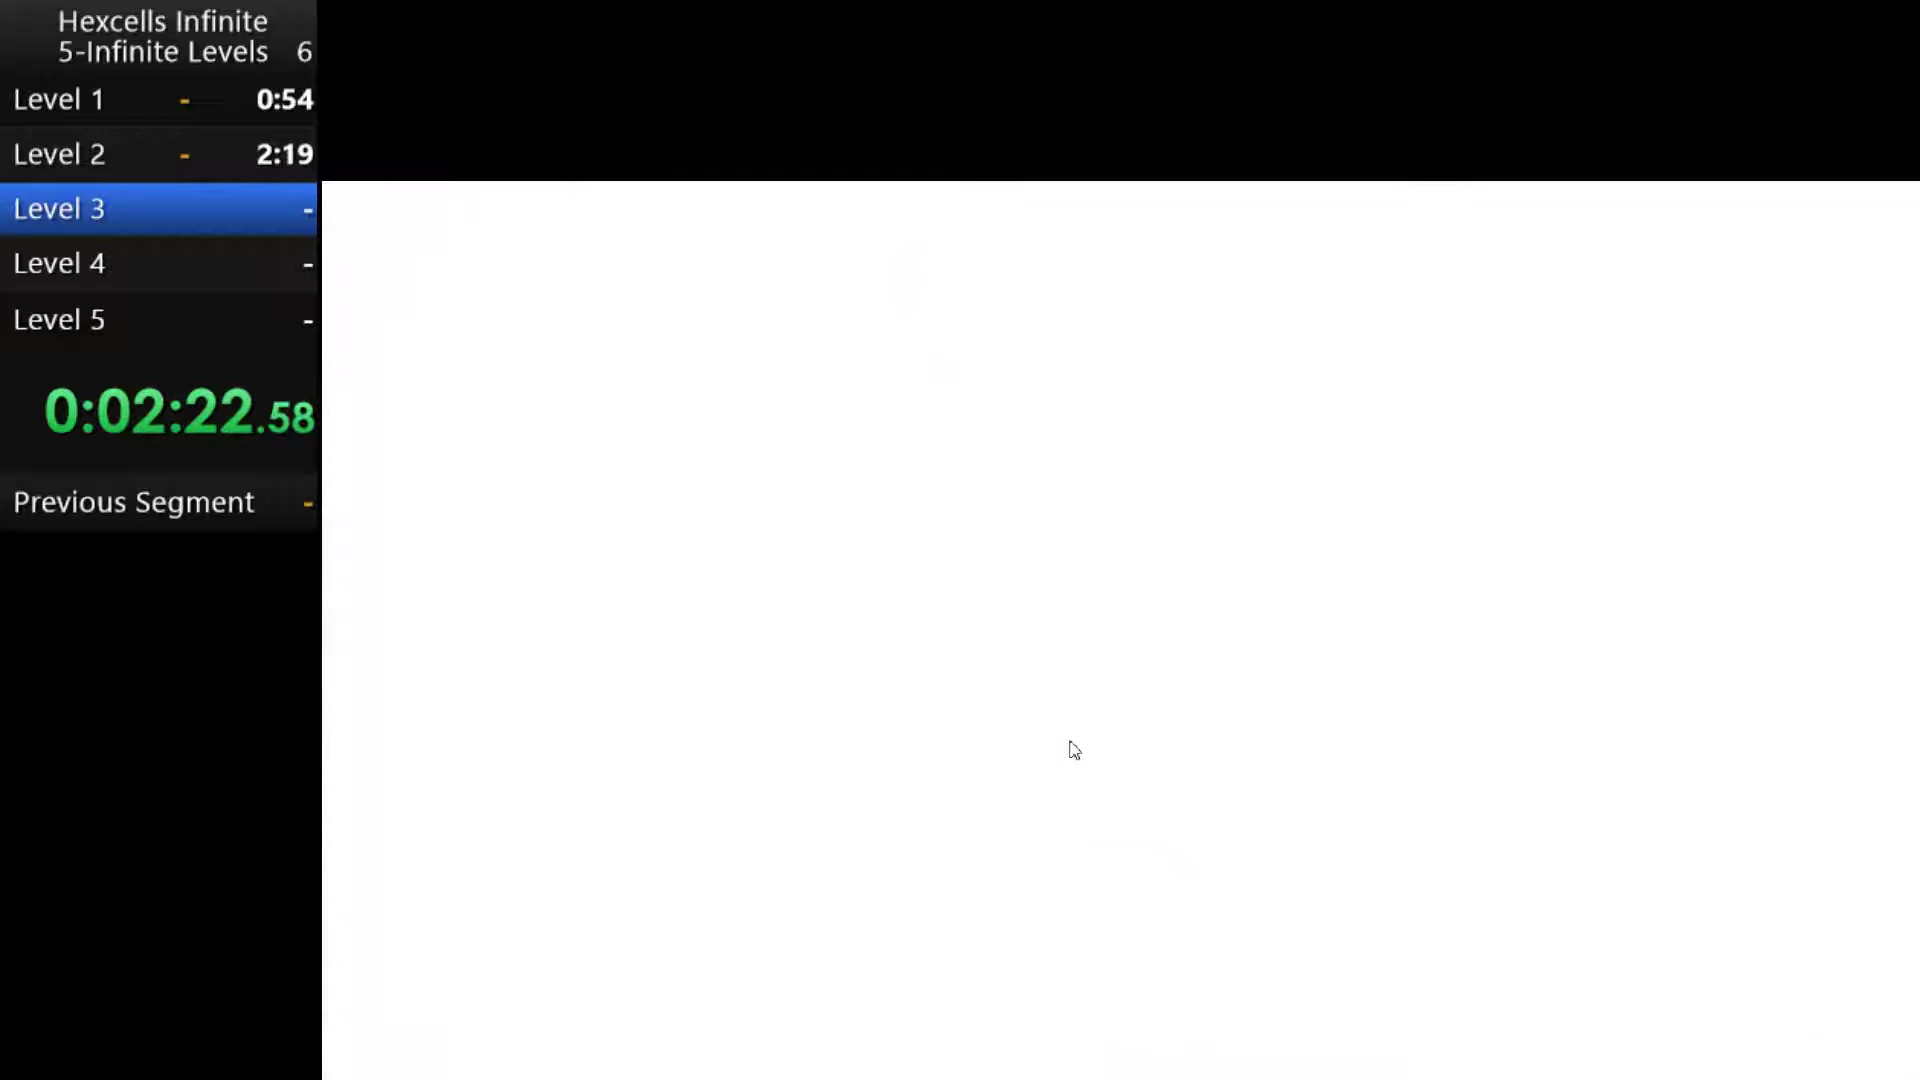 Hexcells Infinite
5-Infinite Levels 6
Level 1 - 0:54
Level 2 - 2:19
Level 3 -
Level 4 -
Level 5 -
0:02:22.58
Previous Segment -